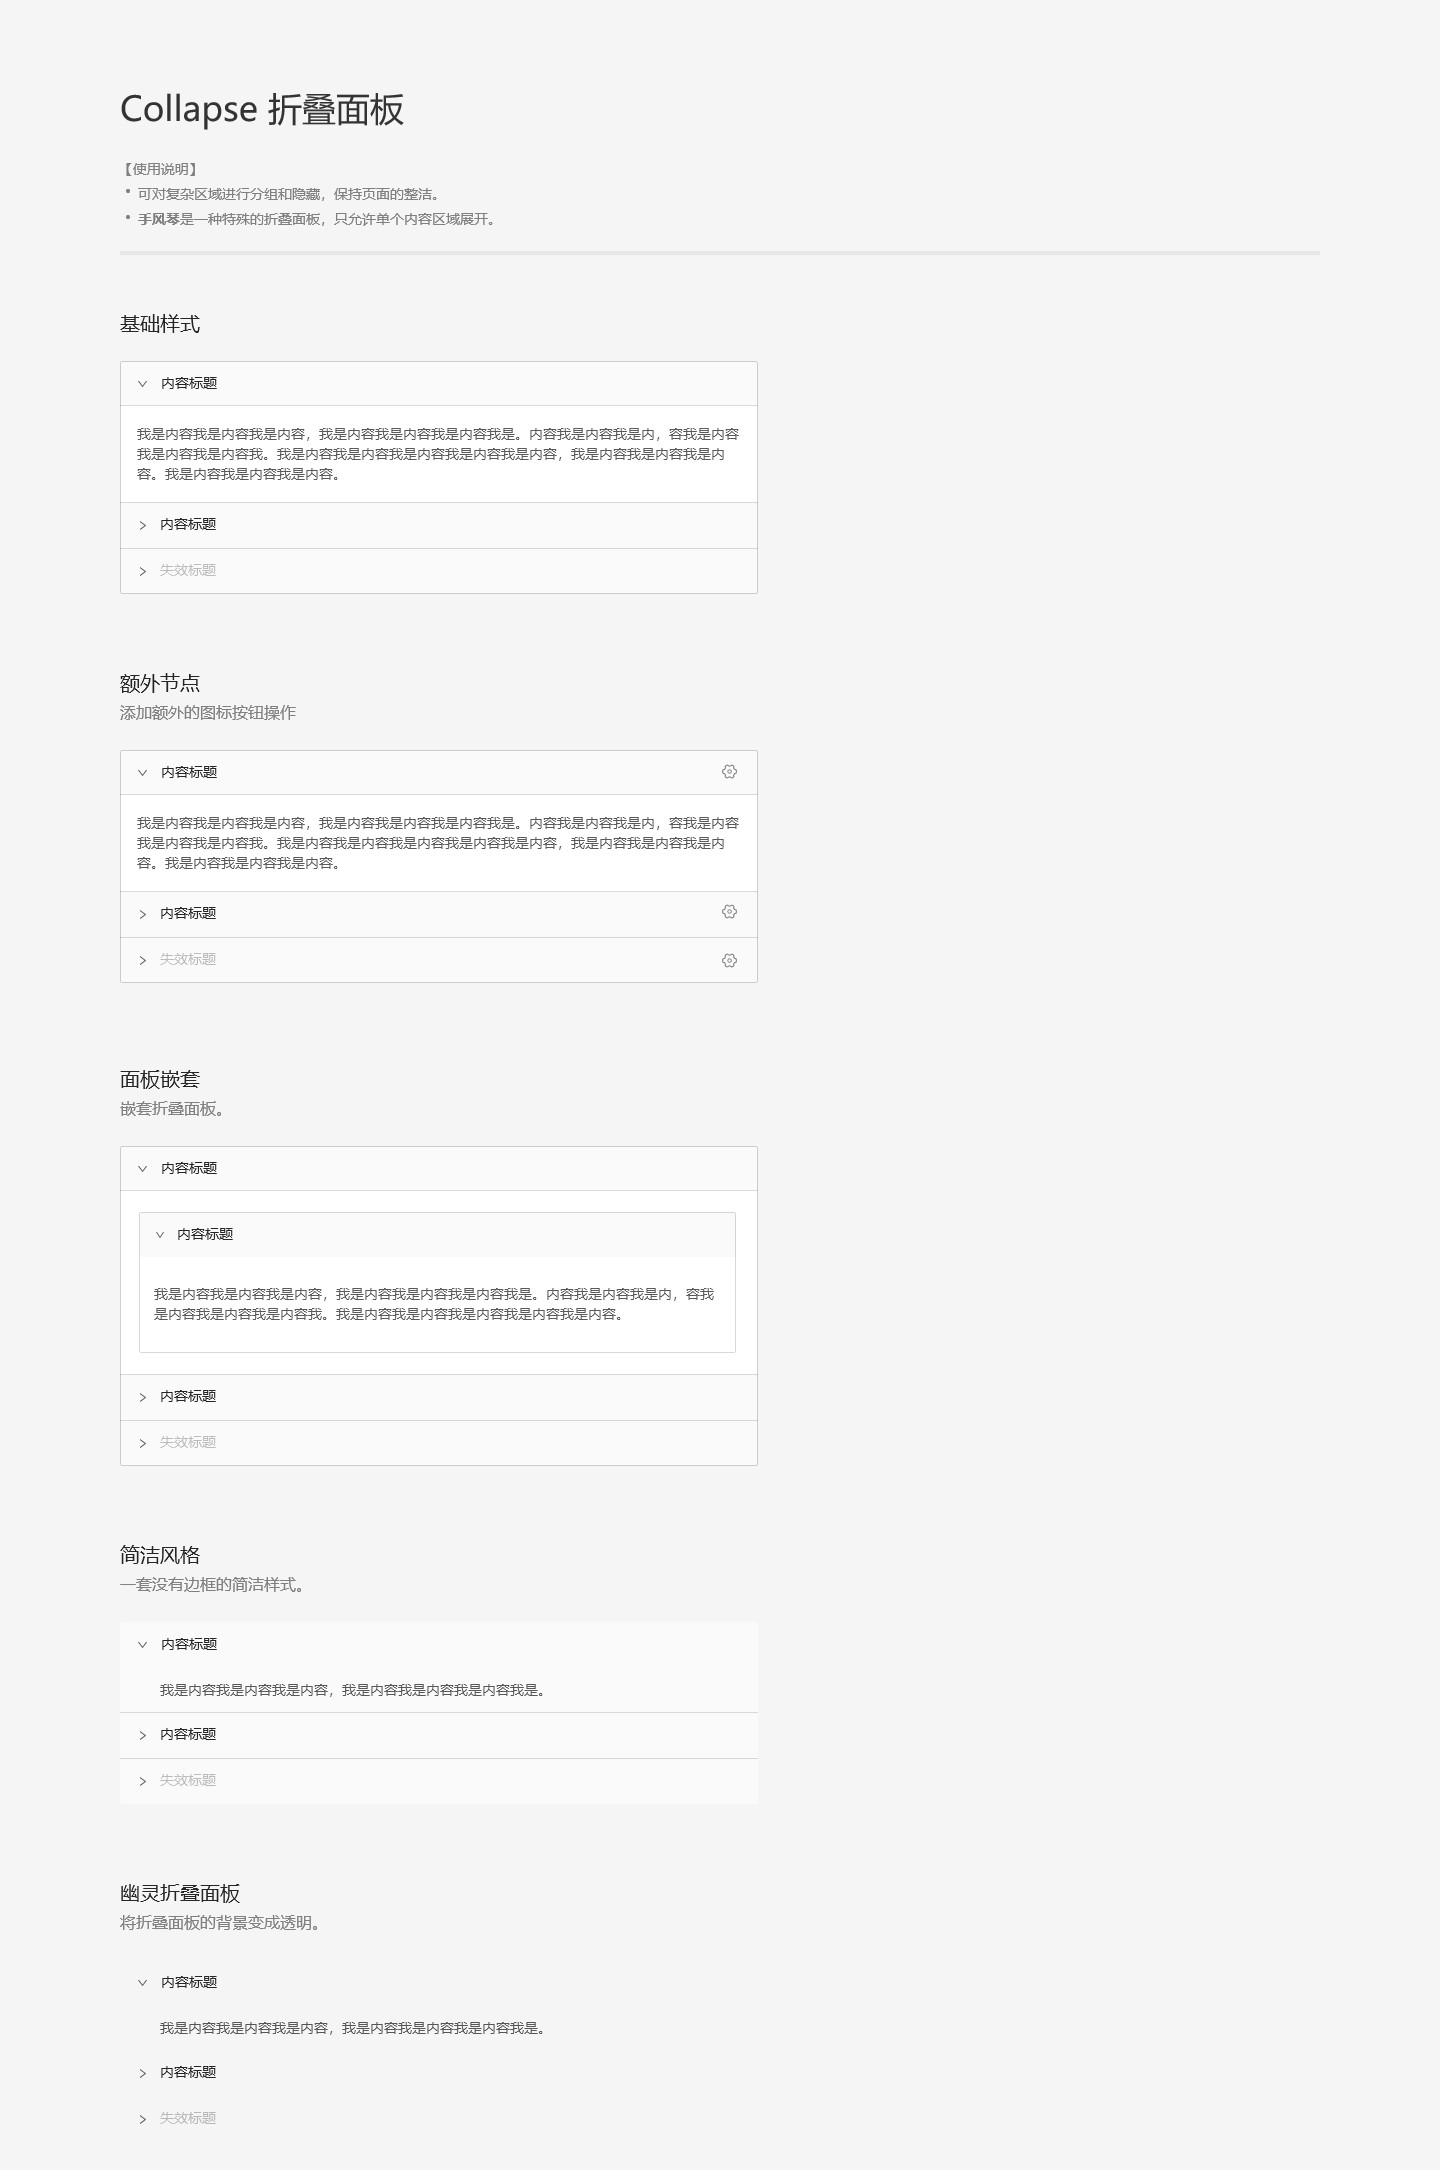 Collapse 折叠面板
【使用说明】
• 可对复杂区域进行分组和隐藏，保持页面的整洁。
• 手风琴是一种特殊的折叠面板，只允许单个内容区域展开。
基础样式
内容标题
我是内容我是内容我是内容，我是内容我是内容我是内容我是。内容我是内容我是内，容我是内容
我是内容我是内容我。我是内容我是内容我是内容我是内容我是内容，我是内容我是内容我是内
容。我是内容我是内容我是内容。
内容标题
失效标题
额外节点
添加额外的图标按钮操作
内容标题
我是内容我是内容我是内容，我是内容我是内容我是内容我是。内容我是内容我是内，容我是内容
我是内容我是内容我。我是内容我是内容我是内容我是内容我是内容，我是内容我是内容我是内
容。我是内容我是内容我是内容。
内容标题
失效标题
面板嵌套
嵌套折叠面板。
内容标题
内容标题
我是内容我是内容我是内容，我是内容我是内容我是内容我是。内容我是内容我是内，容我
是内容我是内容我是内容我。我是内容我是内容我是内容我是内容我是内容。
内容标题
失效标题
简洁风格
一套没有边框的简洁样式。
内容标题
我是内容我是内容我是内容，我是内容我是内容我是内容我是。
内容标题
失效标题
幽灵折叠面板
将折叠面板的背景变成透明。
内容标题
我是内容我是内容我是内容，我是内容我是内容我是内容我是。
内容标题
失效标题